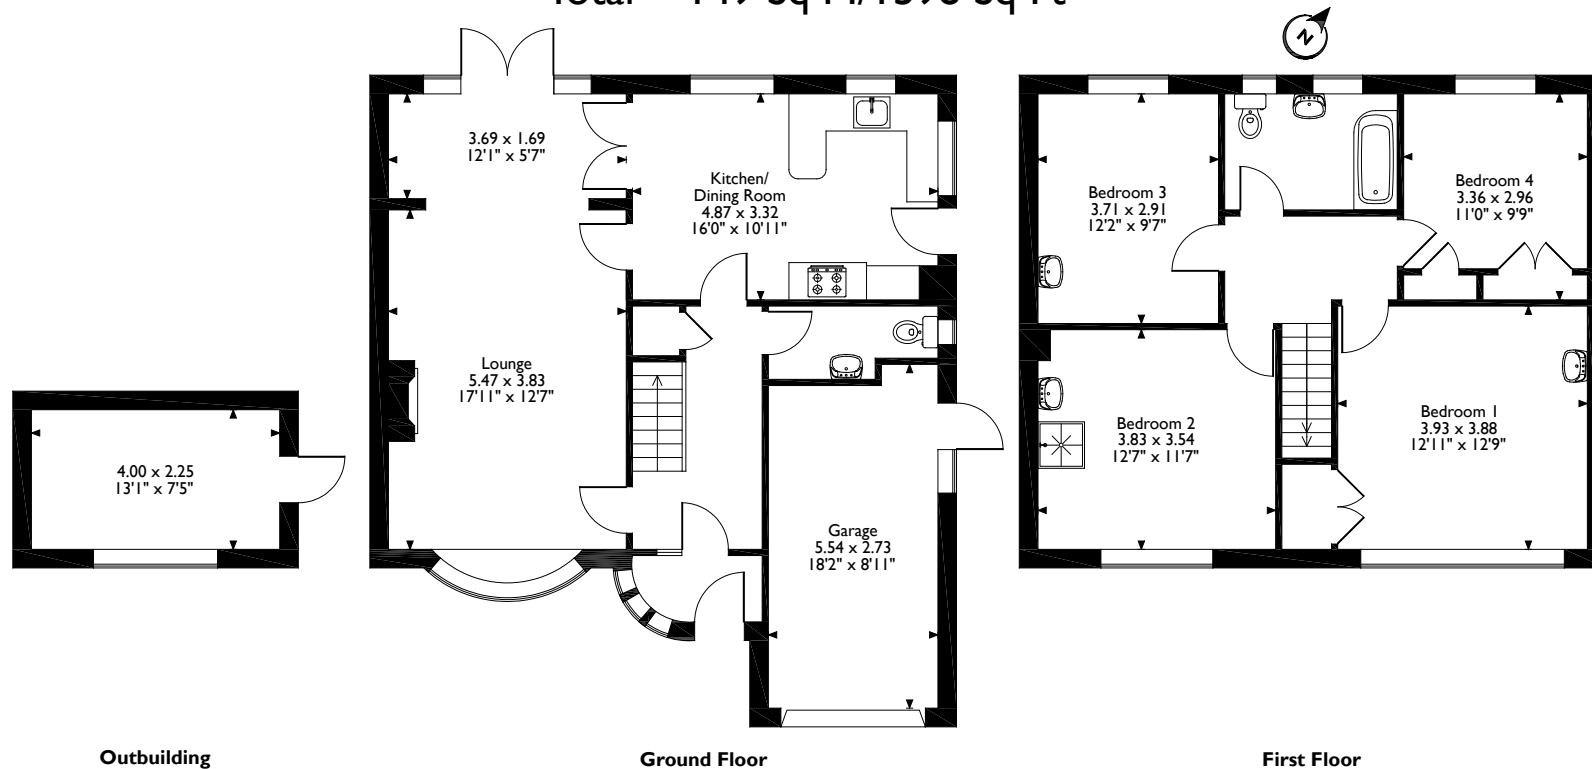 N
3.69 x 1.69
12'1" x 5'7"
Kitchen/
Dining Room
4.87 x 3.32
16'0" x 10'11"
Lounge
5.47 x 3.83
17'11" x 12'7"
4.00 x 2.25
13'1" x 7'5"
Garage
5.54 x 2.73
18'2" x 8'11"
Bedroom 3
3.71 x 2.91
12'2" x 9'7"
Bedroom 4
3.36 x 2.96
11'0" x 9'9"
Bedroom 2
3.83 x 3.54
12'7" x 11'7"
Bedroom 1
3.93 x 3.88
12'11" x 12'9"
Outbuilding
Ground Floor
First Floor